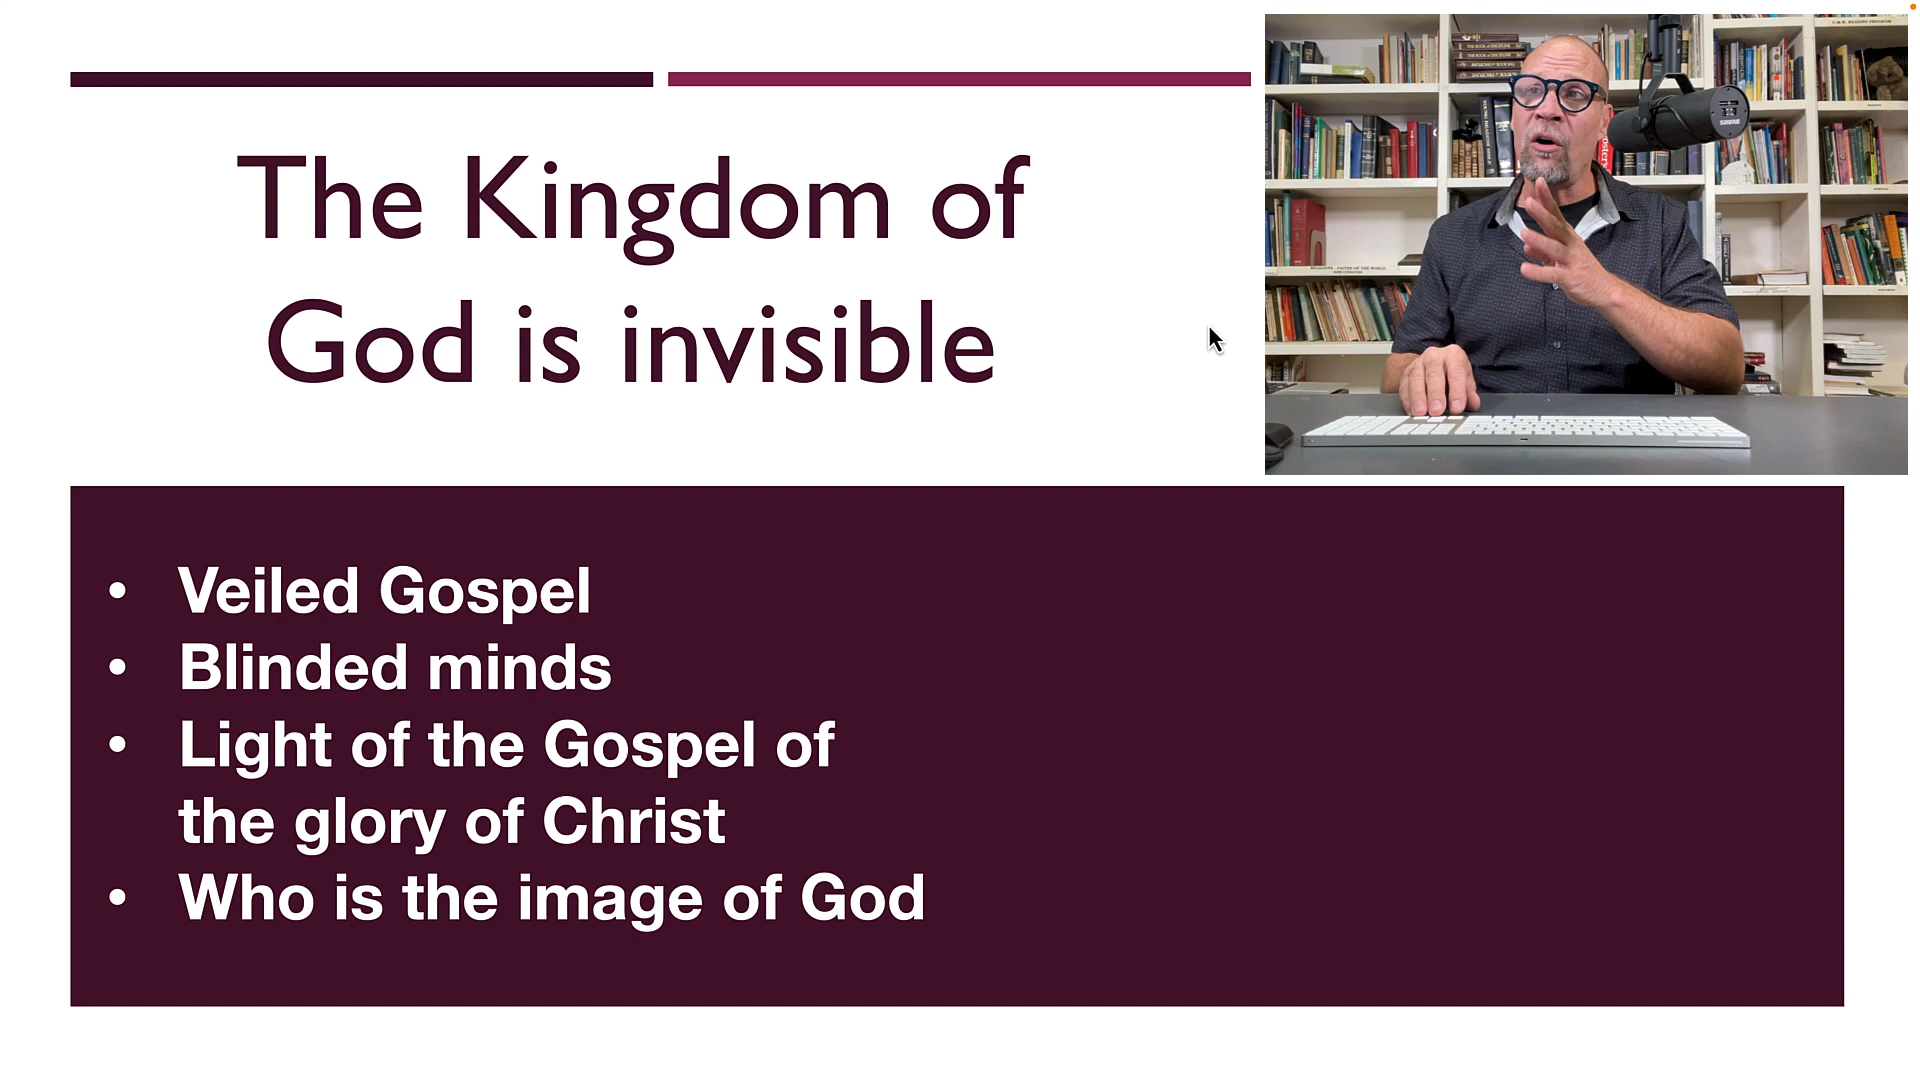 The Kingdom of
God is invisible
• Veiled Gospel
• Blinded minds
• Light of the Gospel of
the glory of Christ
• Who is the image of God
SHURE